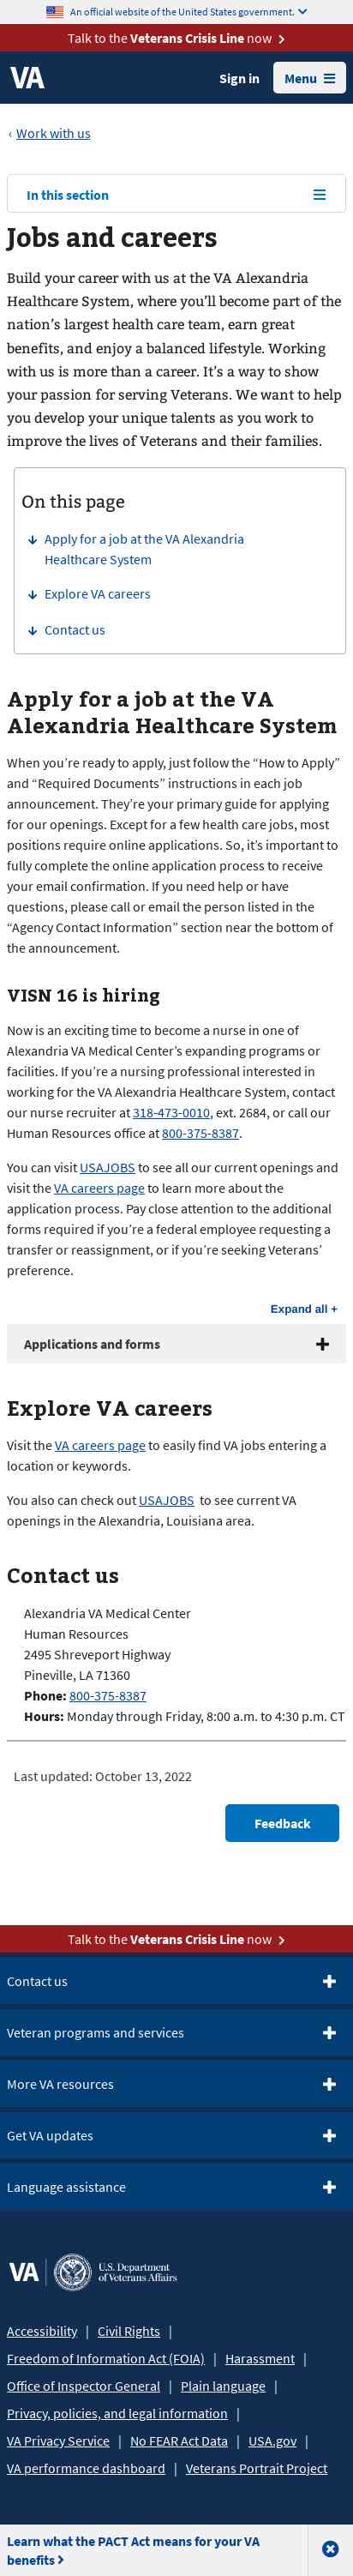 An official website of the United States government.
Talk to the Veterans Crisis Line now
VA
Sign in
Menu
‹ Work with us
In this section
Jobs and careers
Build your career with us at the VA Alexandria
Healthcare System, where you’ll become part of the
nation’s largest health care team, earn great
benefits, and enjoy a balanced lifestyle. Working
with us is more than a career. It’s a way to show
your passion for serving Veterans. We want to help
you develop your unique talents as you work to
improve the lives of Veterans and their families.
On this page
Apply for a job at the VA Alexandria
Healthcare System
Explore VA careers
Contact us
Apply for a job at the VA
Alexandria Healthcare System
When you’re ready to apply, just follow the “How to Apply”
and “Required Documents” instructions in each job
announcement. They’re your primary guide for applying
for our openings. Except for a few health care jobs, most
positions require online applications. So, it’s important to
fully complete the online application process to receive
your email confirmation. If you need help or have
questions, please call or email the person listed in the
“Agency Contact Information” section near the bottom of
the announcement.
VISN 16 is hiring
Now is an exciting time to become a nurse in one of
Alexandria VA Medical Center’s expanding programs or
facilities. If you’re a nursing professional interested in
working for the VA Alexandria Healthcare System, contact
our nurse recruiter at 318-473-0010, ext. 2684, or call our
Human Resources office at 800-375-8387.
You can visit USAJOBS to see all our current openings and
visit the VA careers page to learn more about the
application process. Pay close attention to the additional
forms required if you’re a federal employee requesting a
transfer or reassignment, or if you’re seeking Veterans’
preference.
Expand all +
Applications and forms
Explore VA careers
Visit the VA careers page to easily find VA jobs entering a
location or keywords.
You also can check out USAJOBS to see current VA
openings in the Alexandria, Louisiana area.
Contact us
Alexandria VA Medical Center
Human Resources
2495 Shreveport Highway
Pineville, LA 71360
Phone: 800-375-8387
Hours: Monday through Friday, 8:00 a.m. to 4:30 p.m. CT
Last updated: October 13, 2022
Feedback
Talk to the Veterans Crisis Line now
Contact us
Veteran programs and services
More VA resources
Get VA updates
Language assistance
VA
U.S. Department
of Veterans Affairs
Accessibility | Civil Rights |
Freedom of Information Act (FOIA) | Harassment |
Office of Inspector General | Plain language |
Privacy, policies, and legal information |
VA Privacy Service | No FEAR Act Data | USA.gov |
VA performance dashboard | Veterans Portrait Project
Learn what the PACT Act means for your VA
benefits